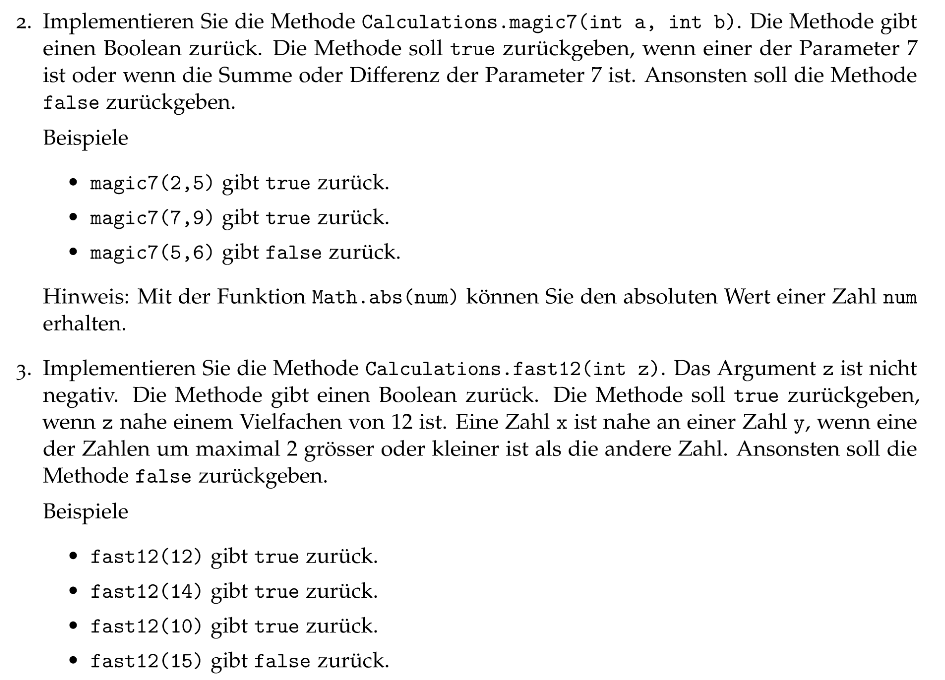 2. Implementieren Sie die Methode Calculations.magic7(int a, int b). Die Methode gibt
einen Boolean zurück. Die Methode soll true zurückgeben, wenn einer der Parameter 7
ist oder wenn die Summe oder Differenz der Parameter 7 ist. Ansonsten soll die Methode
false zurückgeben.
Beispiele
• magic7(2,5) gibt true zurück.
• magic7(7,9) gibt true zurück.
• magic7(5,6) gibt false zurück.
Hinweis: Mit der Funktion Math.abs(num) können Sie den absoluten Wert einer Zahl num
erhalten.
3. Implementieren Sie die Methode Calculations.fast12(int z). Das Argument z ist nicht
negativ. Die Methode gibt einen Boolean zurück. Die Methode soll true zurückgeben,
wenn z nahe einem Vielfachen von 12 ist. Eine Zahl x ist nahe an einer Zahl y, wenn eine
der Zahlen um maximal 2 grösser oder kleiner ist als die andere Zahl. Ansonsten soll die
Methode false zurückgeben.
Beispiele
• fast12(12) gibt true zurück.
• fast12(14) gibt true zurück.
• fast12(10) gibt true zurück.
• fast12(15) gibt false zurück.